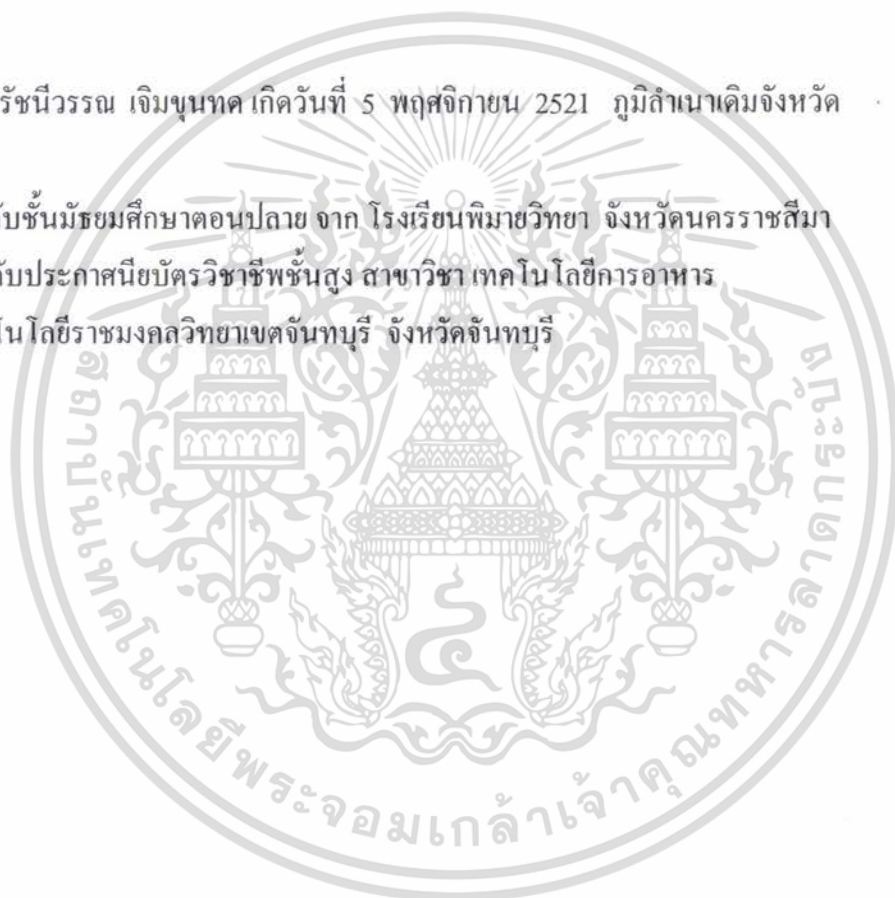 รัชนีวรรณ เจิมขุนทด เกิดวันที่ 5 พฤศจิกายน 2521 ภูมิลำเนาเดิมจังหวัด
ับชั้นมัธยมศึกษาตอนปลาย จาก โรงเรียนพิมายวิทยา จังหวัดนครราชสีมา
ับประกาศนียบัตรวิชาชีพชั้นสูง สาขาวิชา เทคโนโลยีการอาหาร
โนโลยีราชมงคลวิทยาเขตจันทบุรี จังหวัดจันทบุรี
สถาบันเทคโนโลยีพระจอมเกล้าเจ้าคุณทหารลาดกระบัง